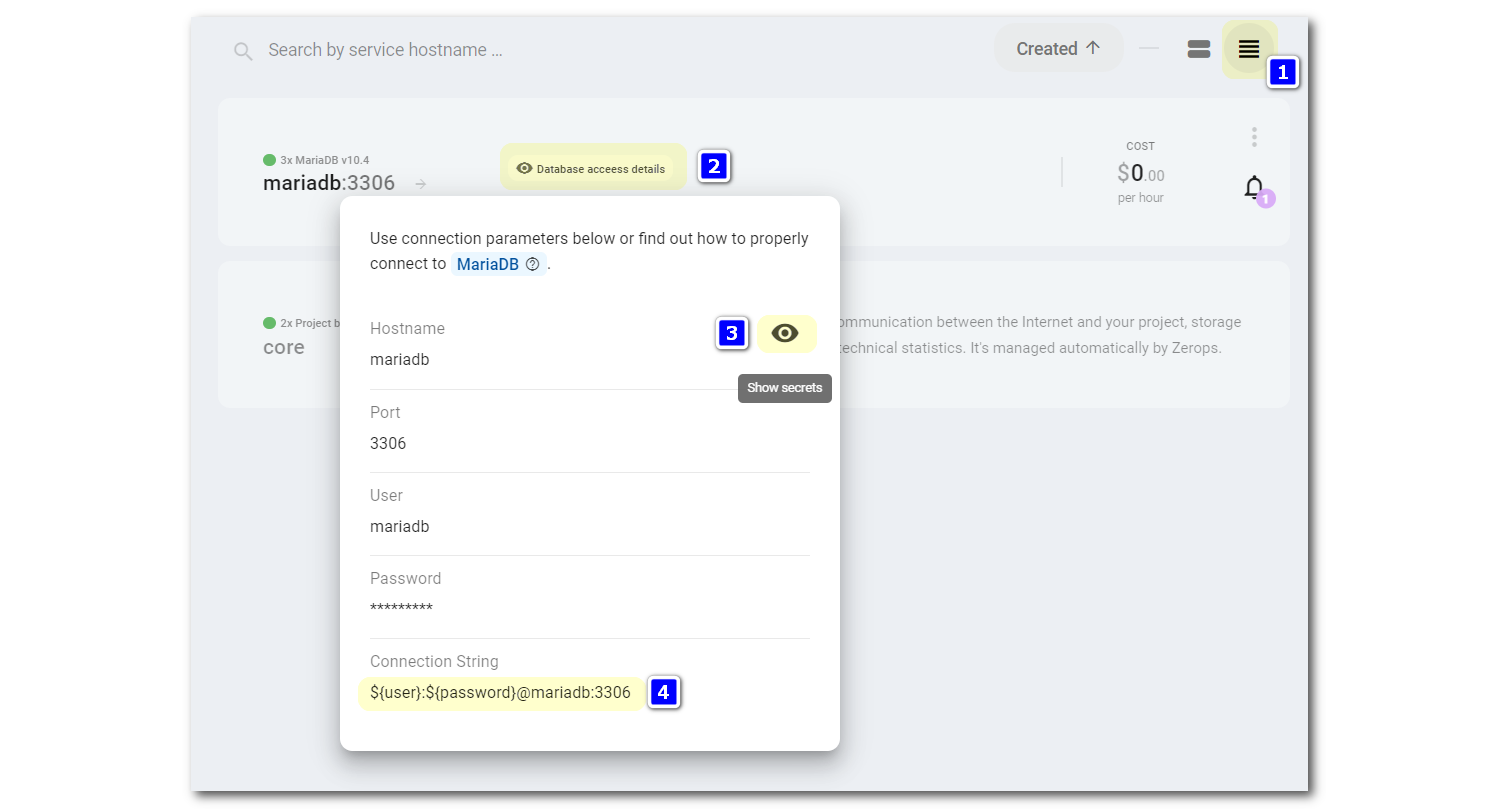 Search by service hostname ...
Created
1
3x MariaDB v10.4
mariadb:3306
Database acceess details
2
COST
$0.00
per hour
1
Use connection parameters below or find out how to properly
connect to MariaDB ? .
Hostname
mariadb
3
Show secrets
Port
3306
User
mariadb
Password
*********
Connection String
${user}:${password}@mariadb:3306
4
2x Project b
core
ommunication between the Internet and your project, storage
technical statistics. It's managed automatically by Zerops.